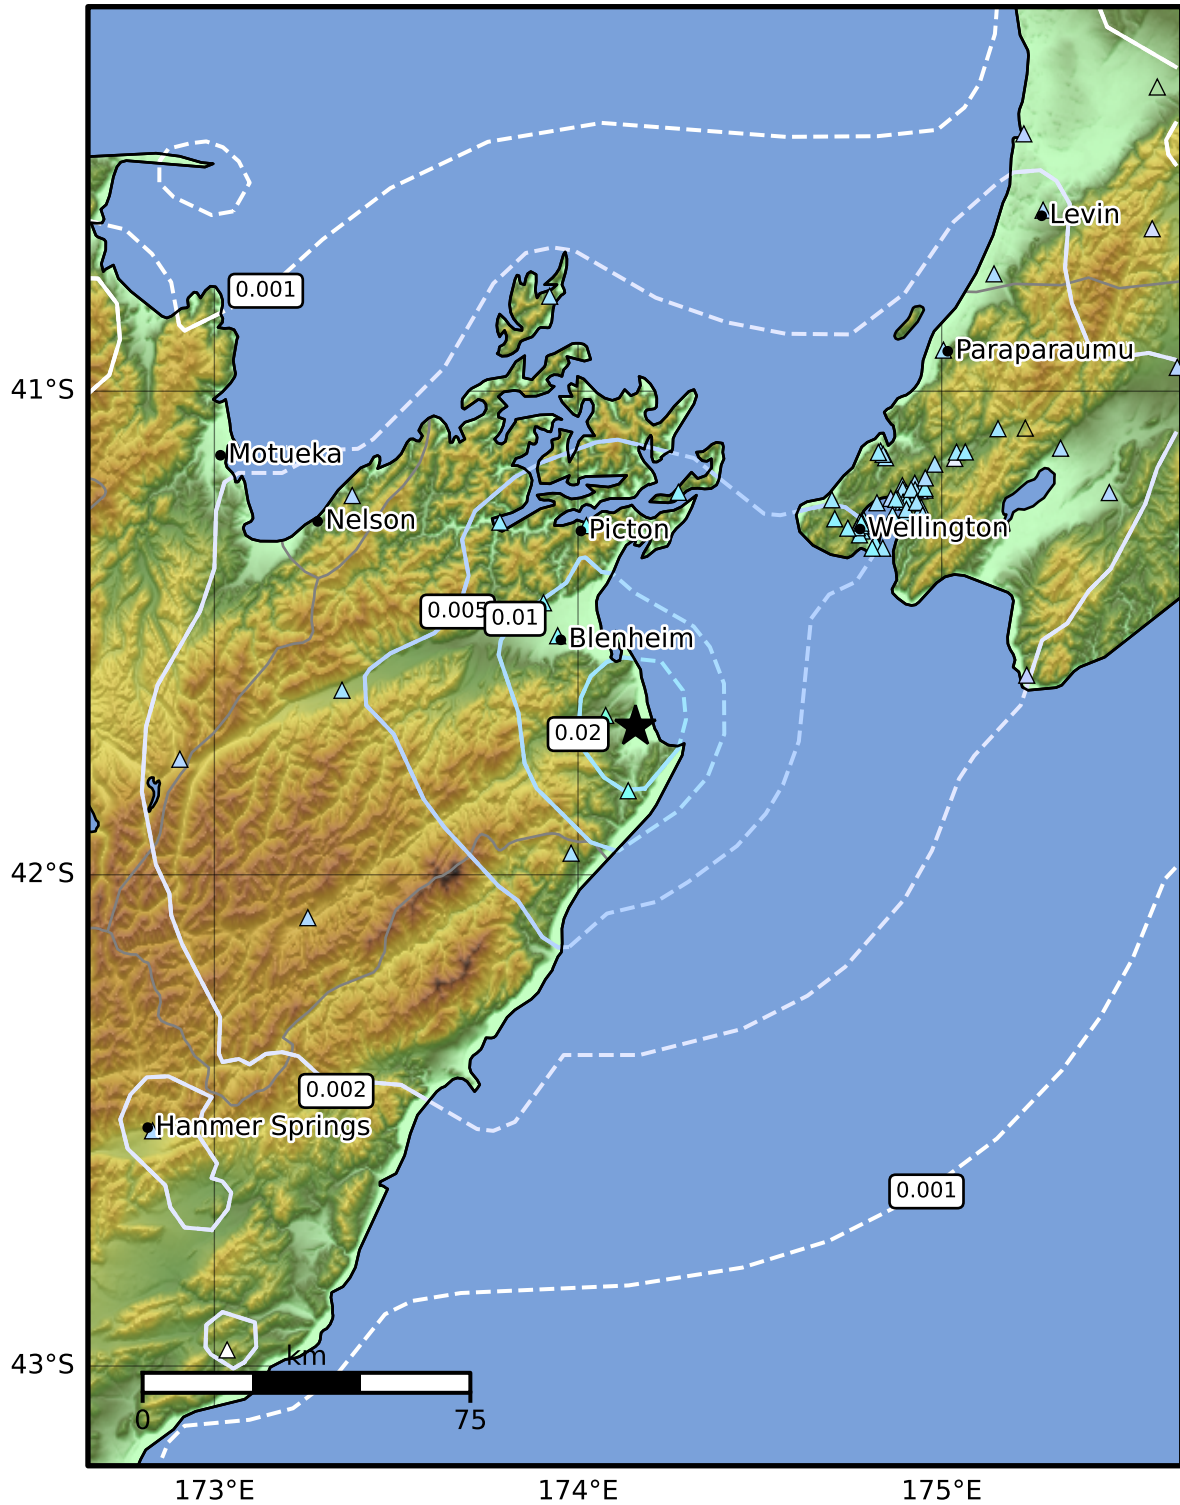 Levin
0.001
Paraparaumu
41°S
Motueka
Nelson
Picton
Wellington
0.005
0.01
Blenheim
0.02
42°S
0.002
Hanmer Springs
0.001
43°S
km
0
75
173°E
174°E
175°E